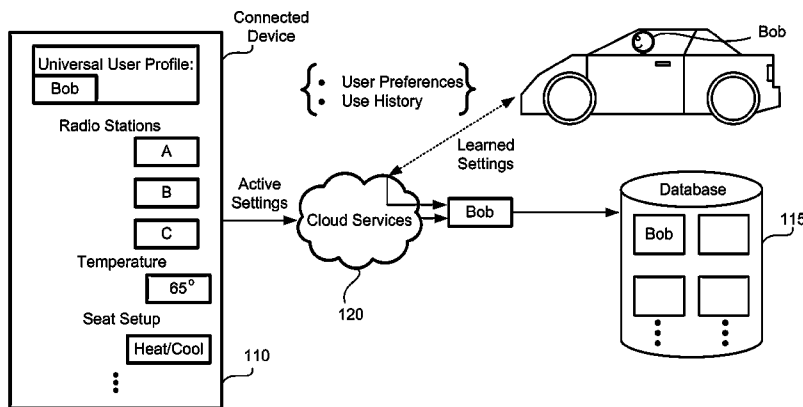 Connected
Device
Universal User Profile:
Bob
Radio Stations
A
B
C
Temperature
65°
Seat Setup
Heat/Cool
110
Active
Settings
• User Preferences
• Use History
Bob
Learned
Settings
Cloud Services
120
Bob
Database
Bob
115